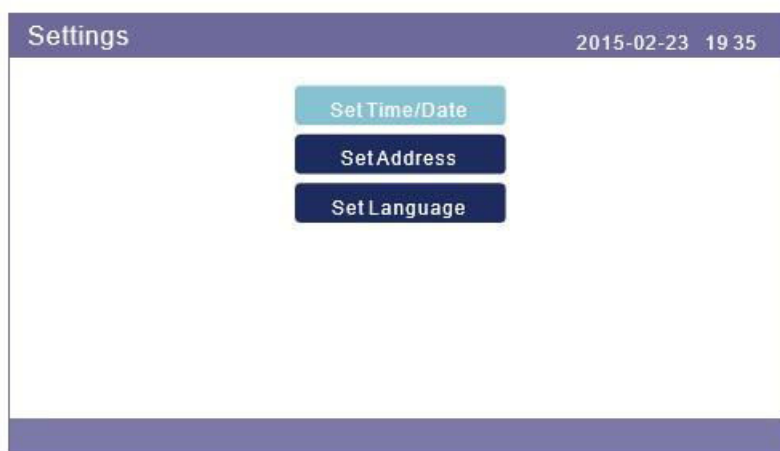 Settings
2015-02-23 19 35
Set Time/Date
Set Address
Set Language